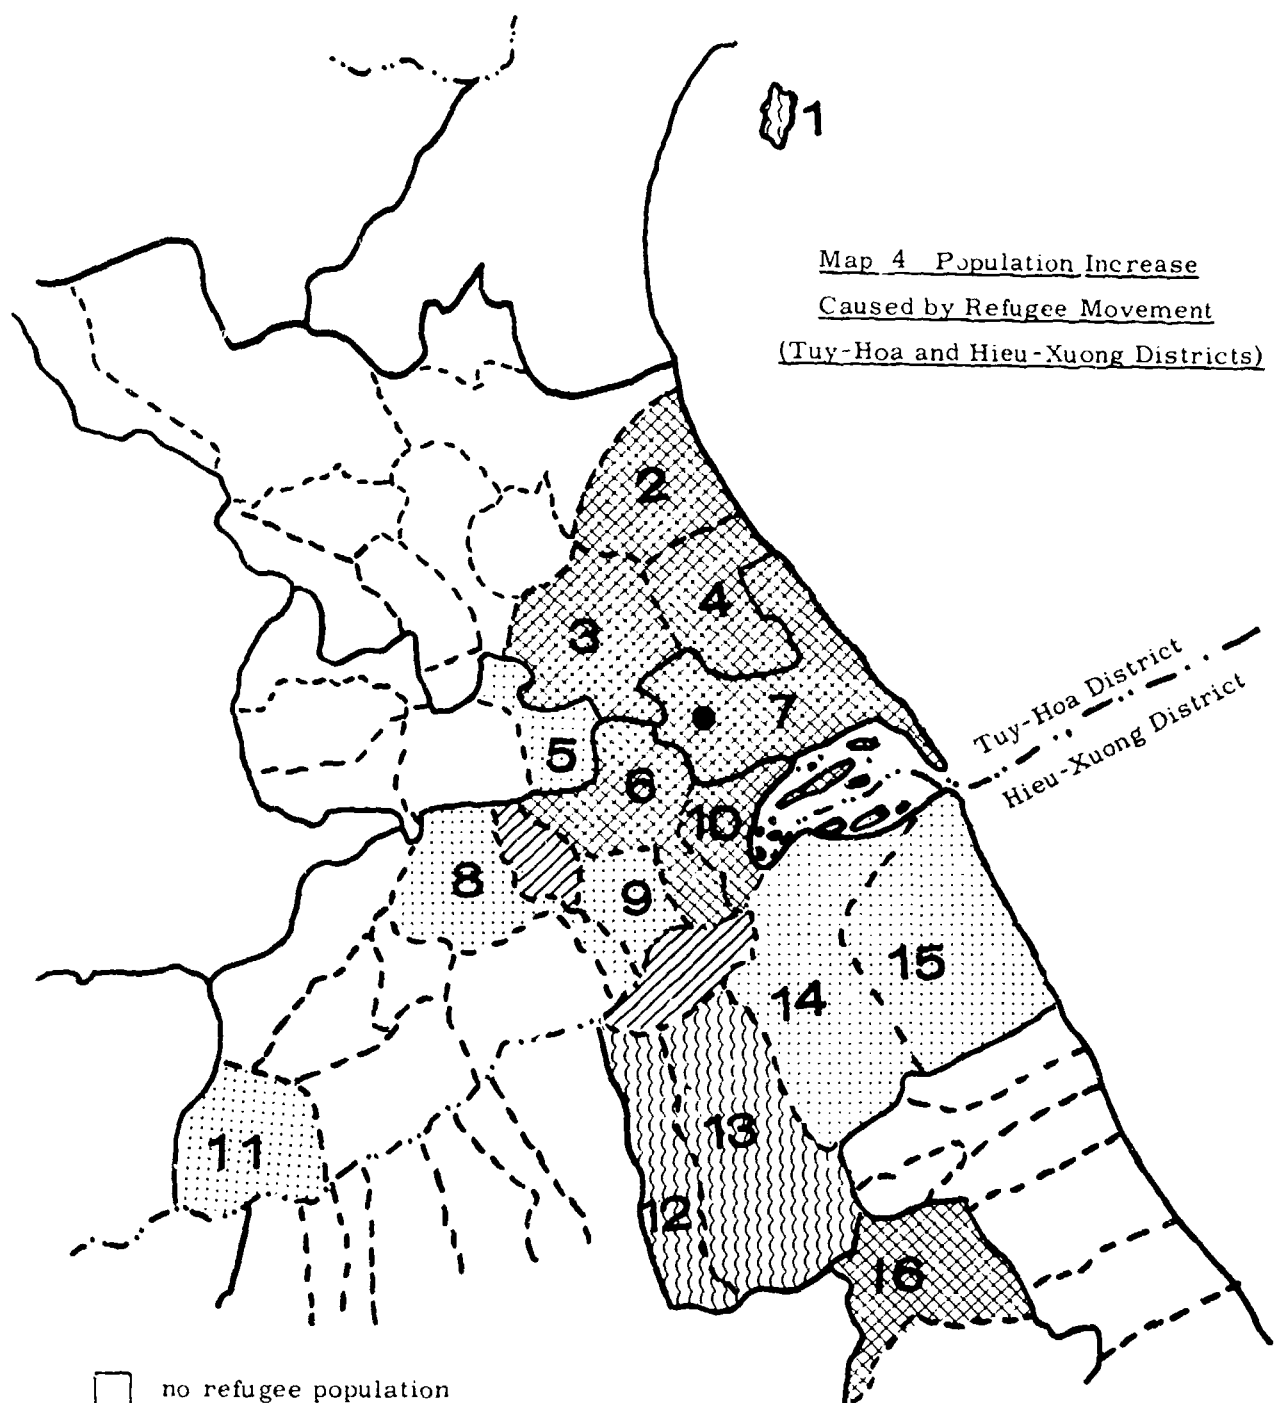 1
Map 4 Population Increase
Caused by Refugee Movement
(Tuy-Hoa and Hieu-Xuong Districts)
2
4
3
Tuy-Hoa District
Hieu-Xuong District
7
5
6
10
8
9
15
14
13
11
12
16
no refugee population